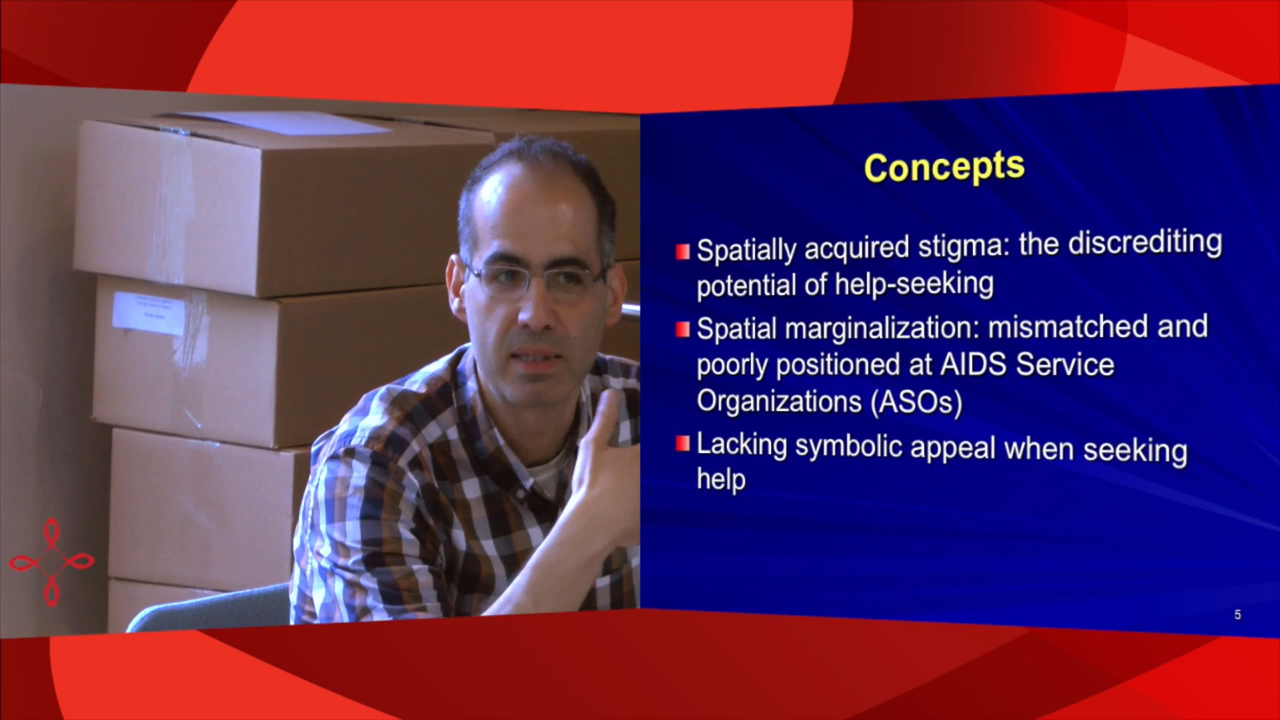 Concepts
Spatially acquired stigma: the discrediting
potential of help-seeking
Spatial marginalization: mismatched and
poorly positioned at AIDS Service
Organizations (ASOs)
Lacking symbolic appeal when seeking
help
5